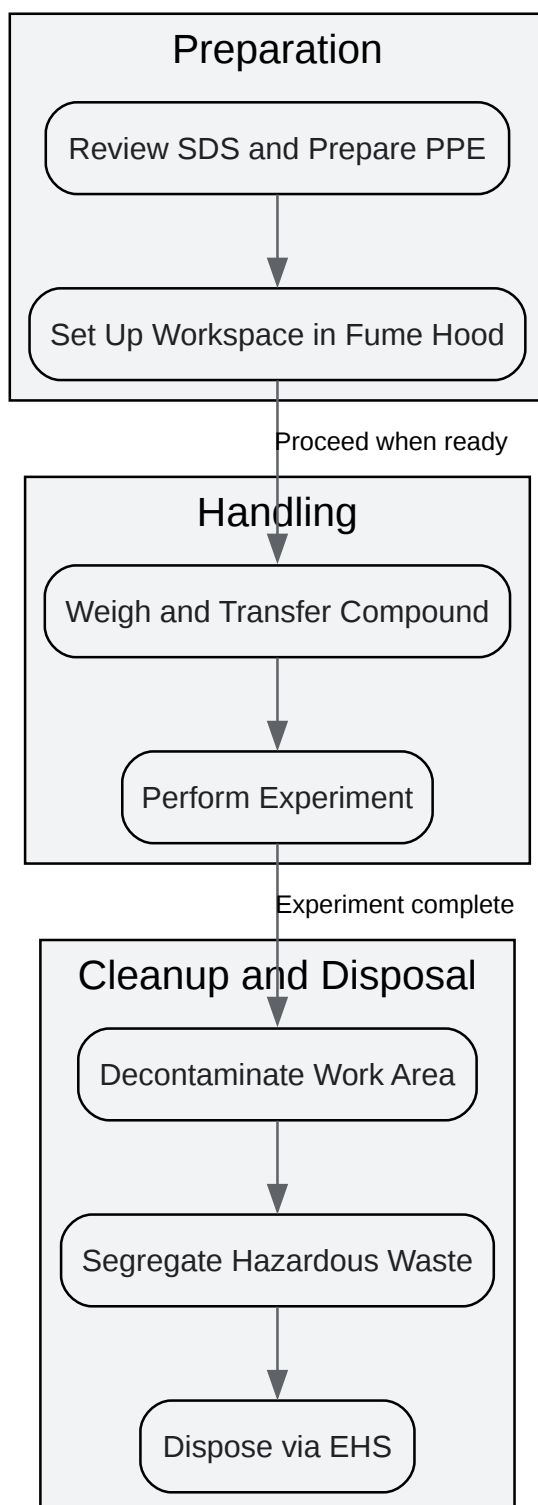 Preparation
Review SDS and Prepare PPE
Set Up Workspace in Fume Hood
Proceed when ready
Handling
Weigh and Transfer Compound
Perform Experiment
Experiment complete
Cleanup and Disposal
Decontaminate Work Area
Segregate Hazardous Waste
Dispose via EHS